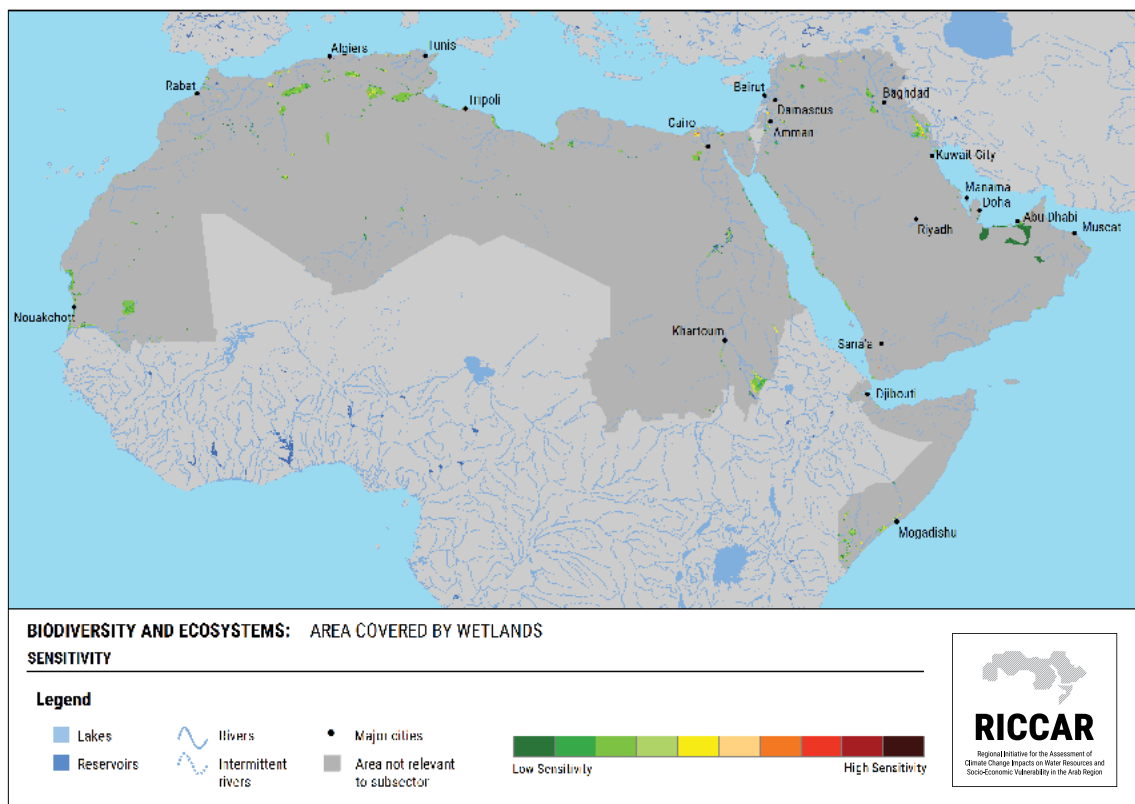 Algiers
Tunis
Rabat
Tripoli
Beirut
Baghdad
Damascus
Cairo
Amman
Kuwait City
Manama
Doha
Abu Dhabi
Riyadh
Muscat
Nouakchott
Khartoum
Sana'a
Djibouti
Mogadishu
BIODIVERSITY AND ECOSYSTEMS: AREA COVERED BY WETLANDS
SENSITIVITY
Legend
Lakes
Rivers
Major cities
Reservoirs
Intermittent
rivers
Area not relevant
to subsector
Low Sensitivity
High Sensitivity
RICCAR
Regional Initiative for the Assessment of
Climate Change Impacts on Water Resources and
Socio-Economic Vulnerability in the Arab Region